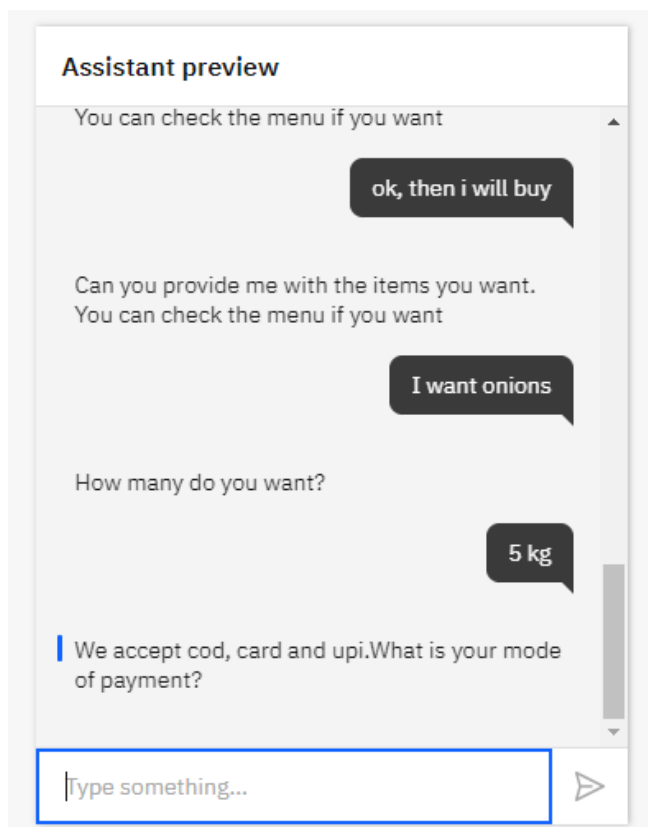 Assistant preview
You can check the menu if you want
ok, then i will buy
Can you provide me with the items you want.
You can check the menu if you want
I want onions
How many do you want?
5 kg
We accept cod, card and upi.What is your mode
of payment?
Type something...